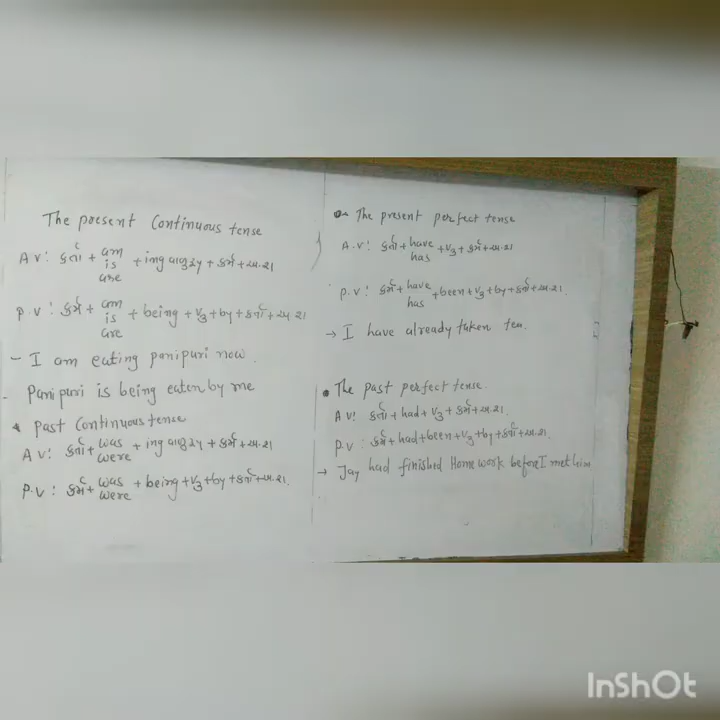 The present Continuous tense
A V : કર્તા + am is are + ing વાળુ રૂપ + કર્મ + અ.શ.
P.V : કર્મ + am is are + being + V3 + by + કર્તા + અ.શ.
- I am eating panipuri now.
- Panipuri is being eaten by me
Past Continuous tense
A V : કર્તા + was were + ing વાળુ રૂપ + કર્મ + અ.શ.
P.V : કર્મ + was were + being + V3 + by + કર્તા + અ.શ.
The present perfect tense
A.V : કર્તા + have has + V3 + કર્મ + અ.શ.
P.V : કર્મ + have has + been + V3 + by + કર્તા + અ.શ.
→ I have already taken tea.
• The past perfect tense.
A V : કર્તા + had + V3 + કર્મ + અ.શ.
P V : કર્મ + had + been + V3 + by + કર્તા + અ.શ.
→ Jay had finished Home work before I met him
InShOt